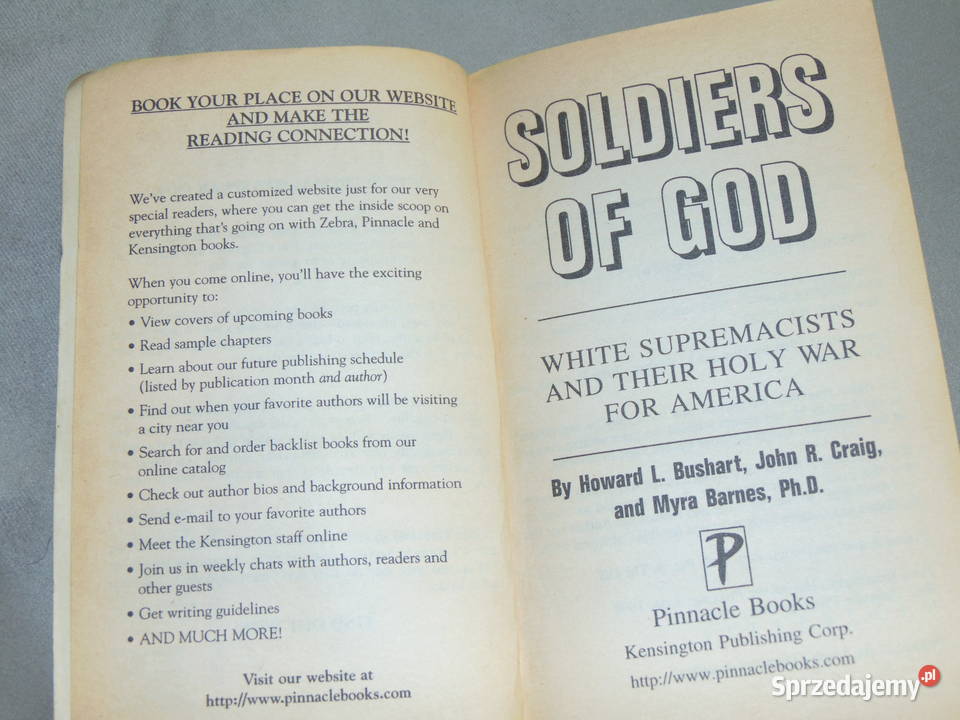 BOOK YOUR PLACE ON OUR WEBSITE
AND MAKE THE
READING CONNECTION!
We've created a customized website just for our very
special readers, where you can get the inside scoop on
everything that's going on with Zebra, Pinnacle and
Kensington books.
When you come online, you'll have the exciting
opportunity to:
• View covers of upcoming books
• Read sample chapters
• Learn about our future publishing schedule
(listed by publication month and author)
• Find out when your favorite authors will be visiting
a city near you
• Search for and order backlist books from our
online catalog
• Check out author bios and background information
• Send e-mail to your favorite authors
• Meet the Kensington staff online
• Join us in weekly chats with authors, readers and
other guests
• Get writing guidelines
• AND MUCH MORE!
Visit our website at
http://www.pinnaclebooks.com
SOLDIERS
OF GOD
WHITE SUPREMACISTS
AND THEIR HOLY WAR
FOR AMERICA
By Howard L. Bushart, John R. Craig,
and Myra Barnes, Ph.D.
P
Pinnacle Books
Kensington Publishing Corp.
http://www.pinnaclebooks.com
Sprzedajemy.pl